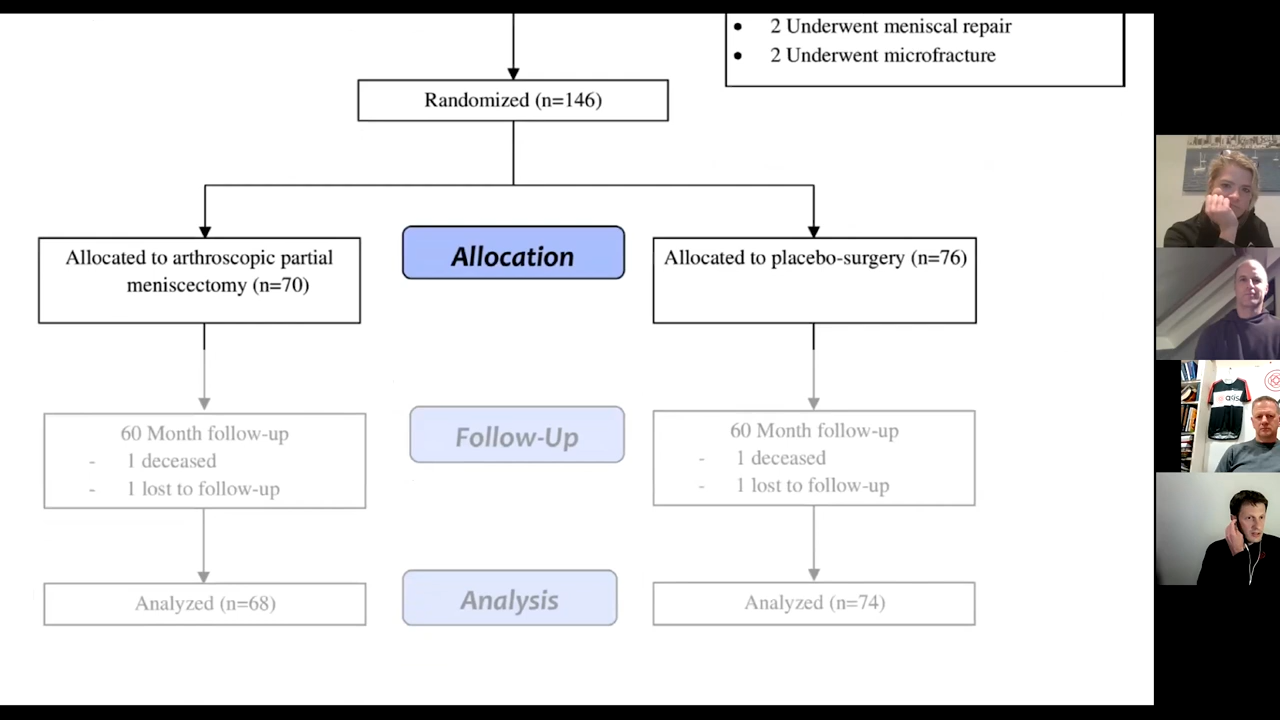 • 2 Underwent meniscal repair
• 2 Underwent microfracture
Randomized (n=146)
Allocated to arthroscopic partial
meniscectomy (n=70)
Allocation
Allocated to placebo-surgery (n=76)
60 Month follow-up
- 1 deceased
- 1 lost to follow-up
Follow-Up
60 Month follow-up
- 1 deceased
- 1 lost to follow-up
Analyzed (n=68)
Analysis
Analyzed (n=74)